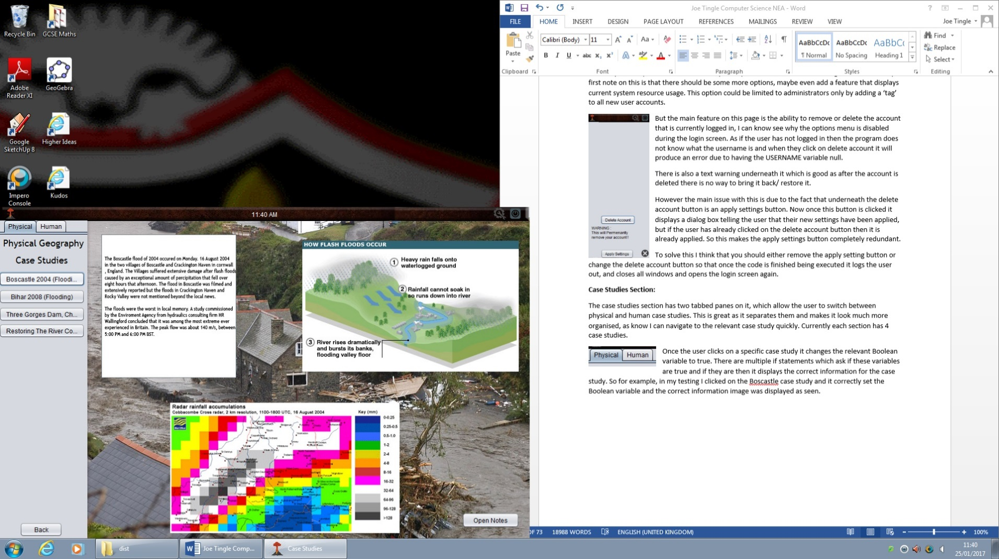 Recycle Bin
GCSE Maths
Adobe
Reader XI
GeoGebra
Google
SketchUp 8
Higher Ideas
Impero
Console
Kudos
11:40 AM
Physical
Human
Physical Geography
Case Studies
Boscastle 2004 (Floodi...
Bihar 2008 (Flooding)
Three Gorges Dam, Ch...
Restoring The River Co...
Back
The Boscastle flood of 2004 occured on Monday. 16 August 2004
in the two villages of Boscastle and Crackington Haven in cornwall
, England. The Villages suffered extensive damage after flash floods
caused by an exceptional amount of percipitation that fell over
eight hours that afternoon. The flood in Boscastle was filmed and
extensively reported but the floods in Crackington Haven and
Rocky Valley were not mentioned beyond the local news.
The floods were the worst in local memory. A study commissioned
by the Enviroment Agency from hydraulics consulting firm HR
Wallingford concluded that it was among the most extreme ever
experienced in Britain. The peak flow was about 140 m/s, between
5:00 PM and 6:00 PM BST.
HOW FLASH FLOODS OCCUR
1 Heavy rain falls onto
waterlogged ground
2 Rainfall cannot soak in
so runs down into river
3 River rises dramatically
and bursts its banks,
flooding valley floor
Radar rainfall accumulations
Cobbacombe Cross radar, 2 km resolution, 1100-1800 UTC, 16 August 2004
Key (mm)
0-0.25
0.25-0.5
0.5-1.0
1-2
2-4
4-8
8-16
16-32
32-64
64-96
96-128
>128
Open Notes
Joe Tingle Computer Science NEA - Word
FILE HOME INSERT DESIGN PAGE LAYOUT REFERENCES MAILINGS REVIEW VIEW Joe Tingle
Paste
Calibri (Body) 11
AaBbCcDc AaBbCcDc AaBbCc
¶ Normal No Spacing Heading 1
Find
Replace
Select
Clipboard Font Paragraph Styles Editing
first note on this is that there should be some more options, maybe even add a feature that displays
current system resource usage. This option could be limited to administrators only by adding a ‘tag’
to all new user accounts.
But the main feature on this page is the ability to remove or delete the account
that is currently logged in, I can know see why the options menu is disabled
during the login screen. As if the user has not logged in then the program does
not know what the username is and when they click on delete account it will
produce an error due to having the USERNAME variable null.
There is also a text warning underneath it which is good as after the account is
deleted there is no way to bring it back/ restore it.
However the main issue with this is due to the fact that underneath the delete
account button is an apply settings button. Now once this button is clicked it
displays a dialog box telling the user that their new settings have been applied,
but if the user has already clicked on the delete account button then it is
already applied. So this makes the apply settings button completely redundant.
Delete Account
WARNING :
This will Permenantly
remove your account!
Apply Settings
To solve this I think that you should either remove the apply setting button or
change the delete account button so that once the code is finished being executed it logs the user
out, and closes all windows and opens the login screen again.
Case Studies Section:
The case studies section has two tabbed panes on it, which allow the user to switch between
physical and human case studies. This is great as it separates them and makes it look much more
organised, as know I can navigate to the relevant case study quickly. Currently each section has 4
case studies.
Physical Human
Once the user clicks on a specific case study it changes the relevant Boolean
variable to true. There are multiple if statements which ask if these variables
are true and if they are then it displays the correct information for the case
study. So for example, in my testing I clicked on the Boscastle case study and it correctly set the
Boolean variable and the correct information image was displayed as seen.
OF 73 18988 WORDS ENGLISH (UNITED KINGDOM) 100%
dist
Joe Tingle Comp...
Case Studies
11:40
25/01/2017